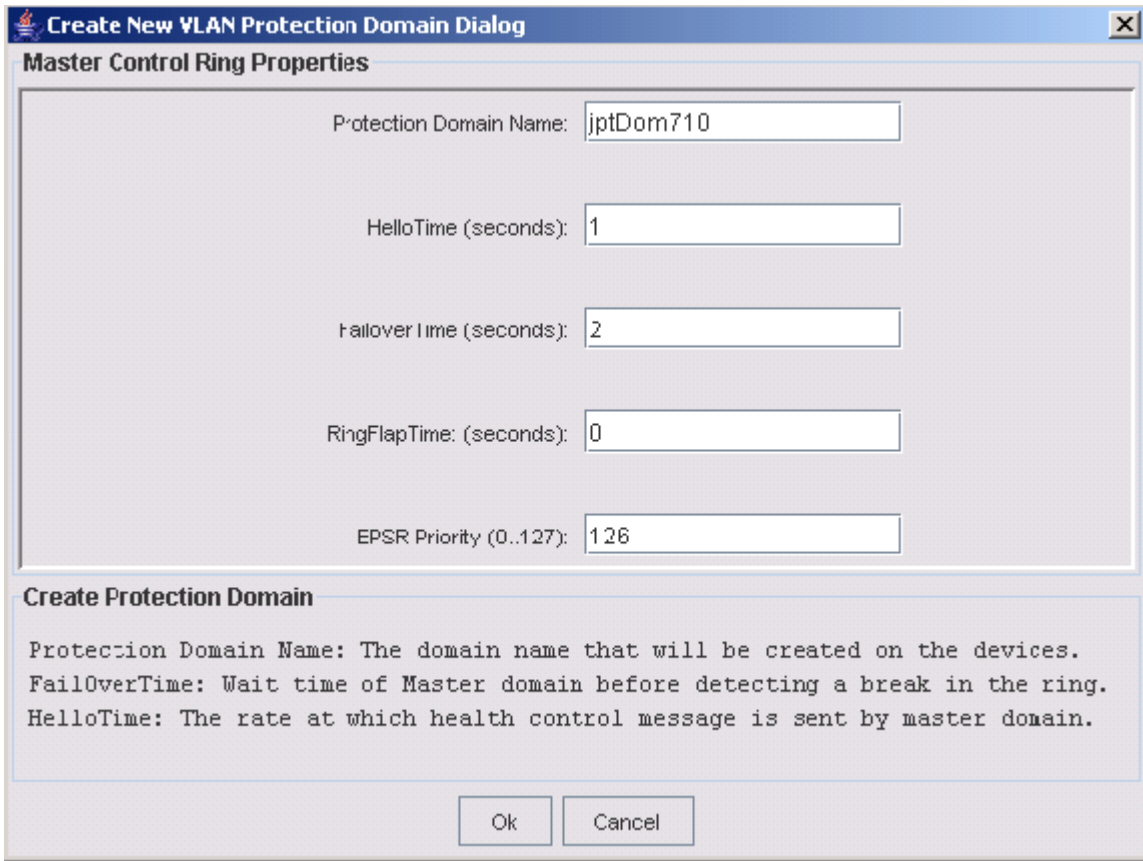 Create New VLAN Protection Domain Dialog
Master Control Ring Properties
Protection Domain Name: jptDom710
HelloTime (seconds): 1
FailoverTime (seconds): 2
RingFlapTime: (seconds): 0
EPSR Priority (0..127): 126
Create Protection Domain
Protection Domain Name: The domain name that will be created on the devices.
FailOverTime: Wait time of Master domain before detecting a break in the ring.
HelloTime: The rate at which health control message is sent by master domain.
Ok Cancel